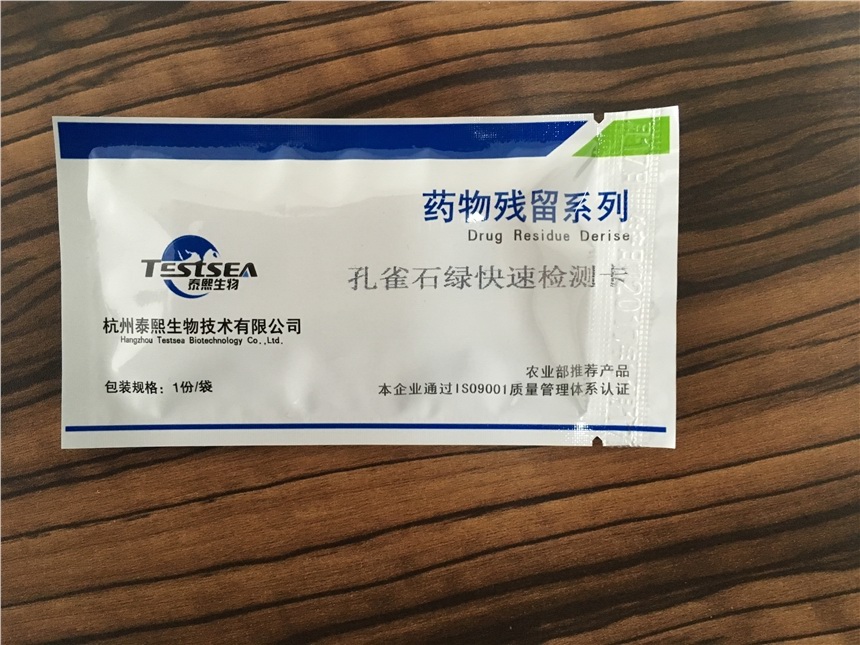 药物残留系列
Drug Residue Derise
TESTSEA
泰熙生物
孔雀石绿快速检测卡
杭州泰熙生物技术有限公司
Hangzhou Testsea Biotechnology Co.,Ltd.
农业部推荐产品
包装规格：1份/袋
本企业通过ISO9001质量管理体系认证